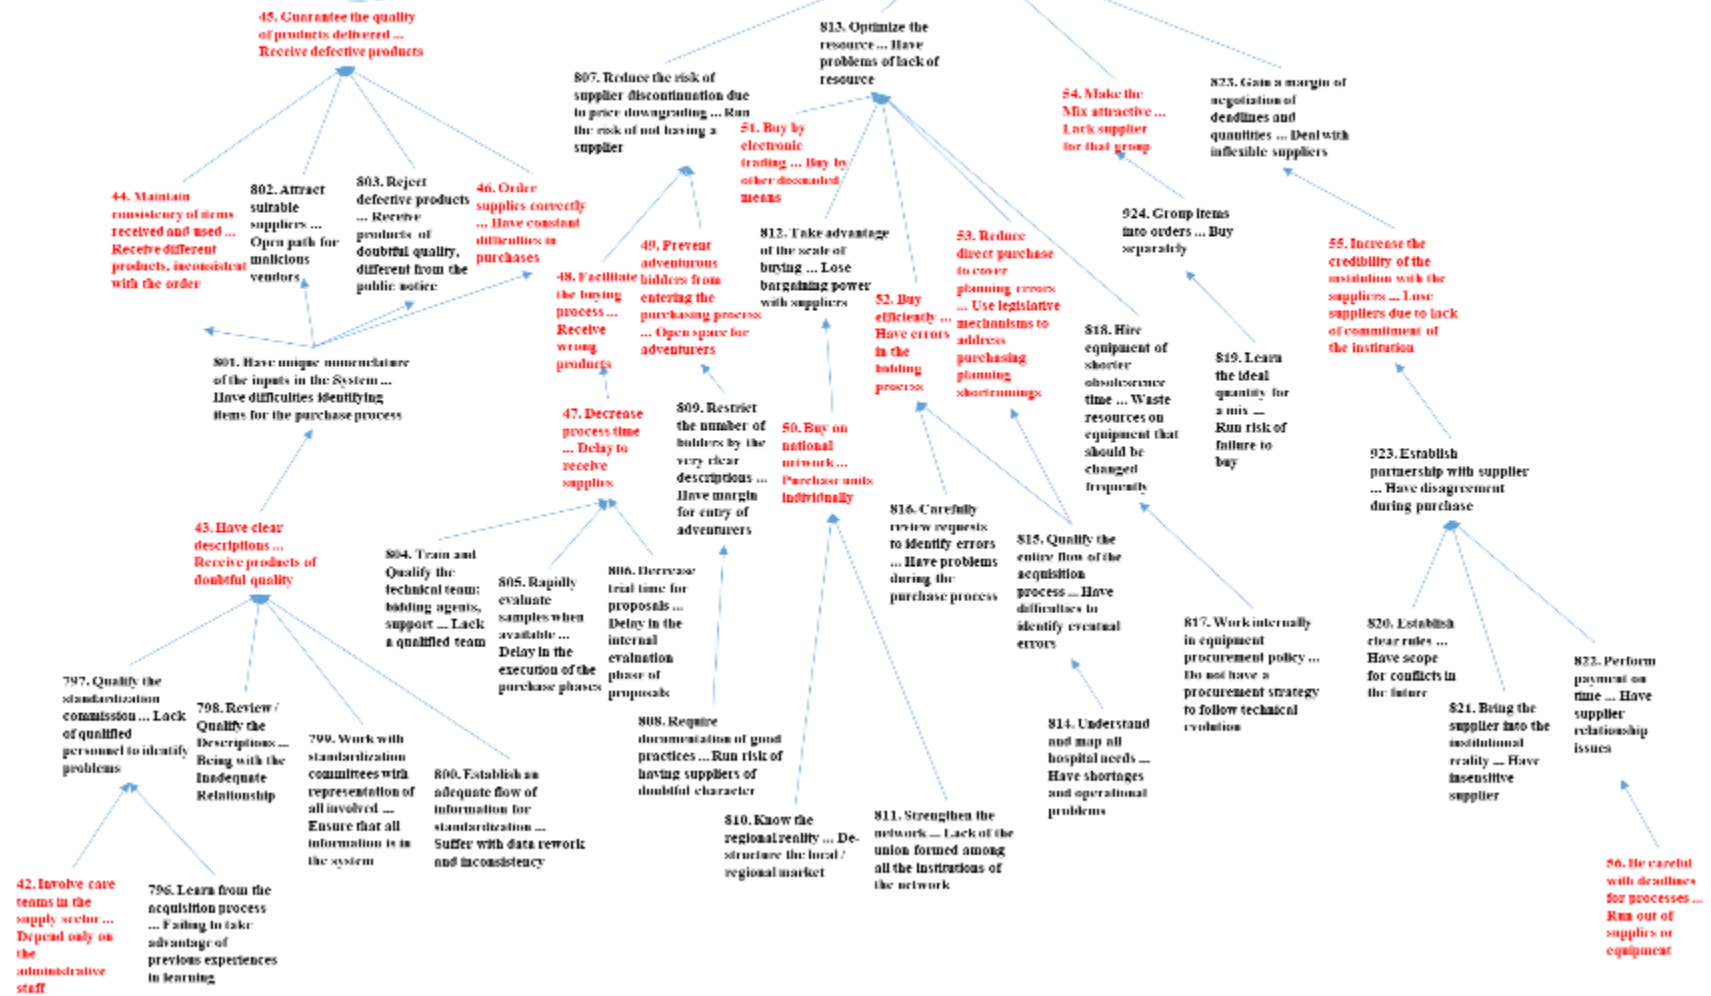 45. Guarantee the quality
of products delivered ...
Receive defective products
813. Optimize the
resource ... Have
problems of lack of
resource
807. Reduce the risk of
supplier discontinuation due
to price downgrading ... Run
the risk of not having a
supplier
54. Make the
Mix attractive ...
Lack supplier
for that group
823. Gain a margin of
negotiation of
deadlines and
quantities ... Deal with
inflexible suppliers
51. Buy by
electronic
trading ... Buy by
other dissuaded
means
44. Maintain
consistency of items
received and used ...
Receive different
products, inconsistent
with the order
802. Attract
suitable
suppliers ...
Open path for
malicious
vendors
803. Reject
defective products
... Receive
products of
doubtful quality,
different from the
public notice
46. Order
supplies correctly
... Have constant
difficulties in
purchases
924. Group items
into orders ... Buy
separately
812. Take advantage
of the scale of
buying ... Lose
bargaining power
with suppliers
53. Reduce
direct purchase
to cover
planning errors
... Use legislative
mechanisms to
address
purchasing
planning
shortcomings
49. Prevent
adventurous
bidders from
entering the
purchasing process
... Open space for
adventurers
55. Increase the
credibility of the
institution with the
suppliers ... Lose
suppliers due to lack
of commitment of
the institution
48. Facilitate
the buying
process ...
Receive
wrong
products
52. Buy
efficiently ...
Have errors
in the
bidding
process
818. Hire
equipment of
shorter
obsolescence
time ... Waste
resources on
equipment that
should be
changed
frequently
819. Learn
the ideal
quantity for
a mix ...
Run risk of
failure to
buy
801. Have unique nomenclature
of the inputs in the System ...
Have difficulties identifying
items for the purchase process
809. Restrict
the number of
bidders by the
very clear
descriptions ...
Have margin
for entry of
adventurers
47. Decrease
process time
... Delay to
receive
supplies
50. Buy on
national
network ...
Purchase units
individually
923. Establish
partnership with supplier
... Have disagreement
during purchase
816. Carefully
review requests
to identify errors
... Have problems
during the
purchase process
43. Have clear
descriptions ...
Receive products of
doubtful quality
815. Qualify the
entire flow of the
acquisition
process ... Have
difficulties to
identify eventual
errors
804. Train and
Qualify the
technical team:
bidding agents,
support ... Lack
a qualified team
805. Rapidly
evaluate
samples when
available ...
Delay in the
execution of the
purchase phases
806. Decrease
trial time for
proposals ...
Delay in the
internal
evaluation
phase of
proposals
817. Work internally
in equipment
procurement policy ...
Do not have a
procurement strategy
to follow technical
evolution
820. Establish
clear rules ...
Have scope
for conflicts in
the future
822. Perform
payment on
time ... Have
supplier
relationship
issues
797. Qualify the
standardization
commission ... Lack
of qualified
personnel to identify
problems
798. Review /
Qualify the
Descriptions ...
Being with the
Inadequate
Relationship
821. Bring the
supplier into the
institutional
reality ... Have
insensitive
supplier
808. Require
documentation of good
practices ... Run risk of
having suppliers of
doubtful character
814. Understand
and map all
hospital needs ...
Have shortages
and operational
problems
799. Work with
standardization
committees with
representation of
all involved ...
Ensure that all
information is in
the system
800. Establish an
adequate flow of
information for
standardization ...
Suffer with data rework
and inconsistency
810. Know the
regional reality ... De-
structure the local /
regional market
811. Strengthen the
network ... Lack of the
union formed among
all the institutions of
the network
56. Be careful
with deadlines
for processes ...
Run out of
supplies or
equipment
42. Involve care
teams in the
supply sector ...
Depend only on
the
administrative
staff
796. Learn from the
acquisition process
... Failing to take
advantage of
previous experiences
in learning